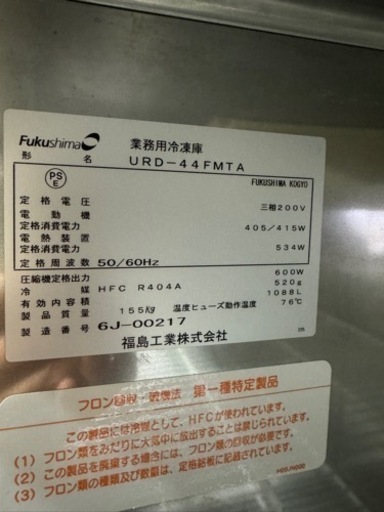 Fukushima 業務用冷凍庫
形 名 URD-44FMTA
PS E FUKUSHIMA KOGYO
定格電圧 三相200V
電動機
定格消費電力 405/415W
電熱装置
定格消費電力 534W
定格周波数 50/60Hz
圧縮機定格出力 600W
冷媒 HFC R404A 520g
有効内容積 1088L
製品質量 155kg 温度ヒューズ動作温度 76℃
製造番号 6J-00217
福島工業株式会社
フロン回収・破壊法 第一種特定製品
この製品には冷媒として、HFCが使われています。
(1) フロン類をみだりに大気中に放出することは禁じられています。
(2) この製品を廃棄する場合には、フロン類の回収が必要です。
(3) フロン類の種類及び数量は、定格銘板に記載されています。